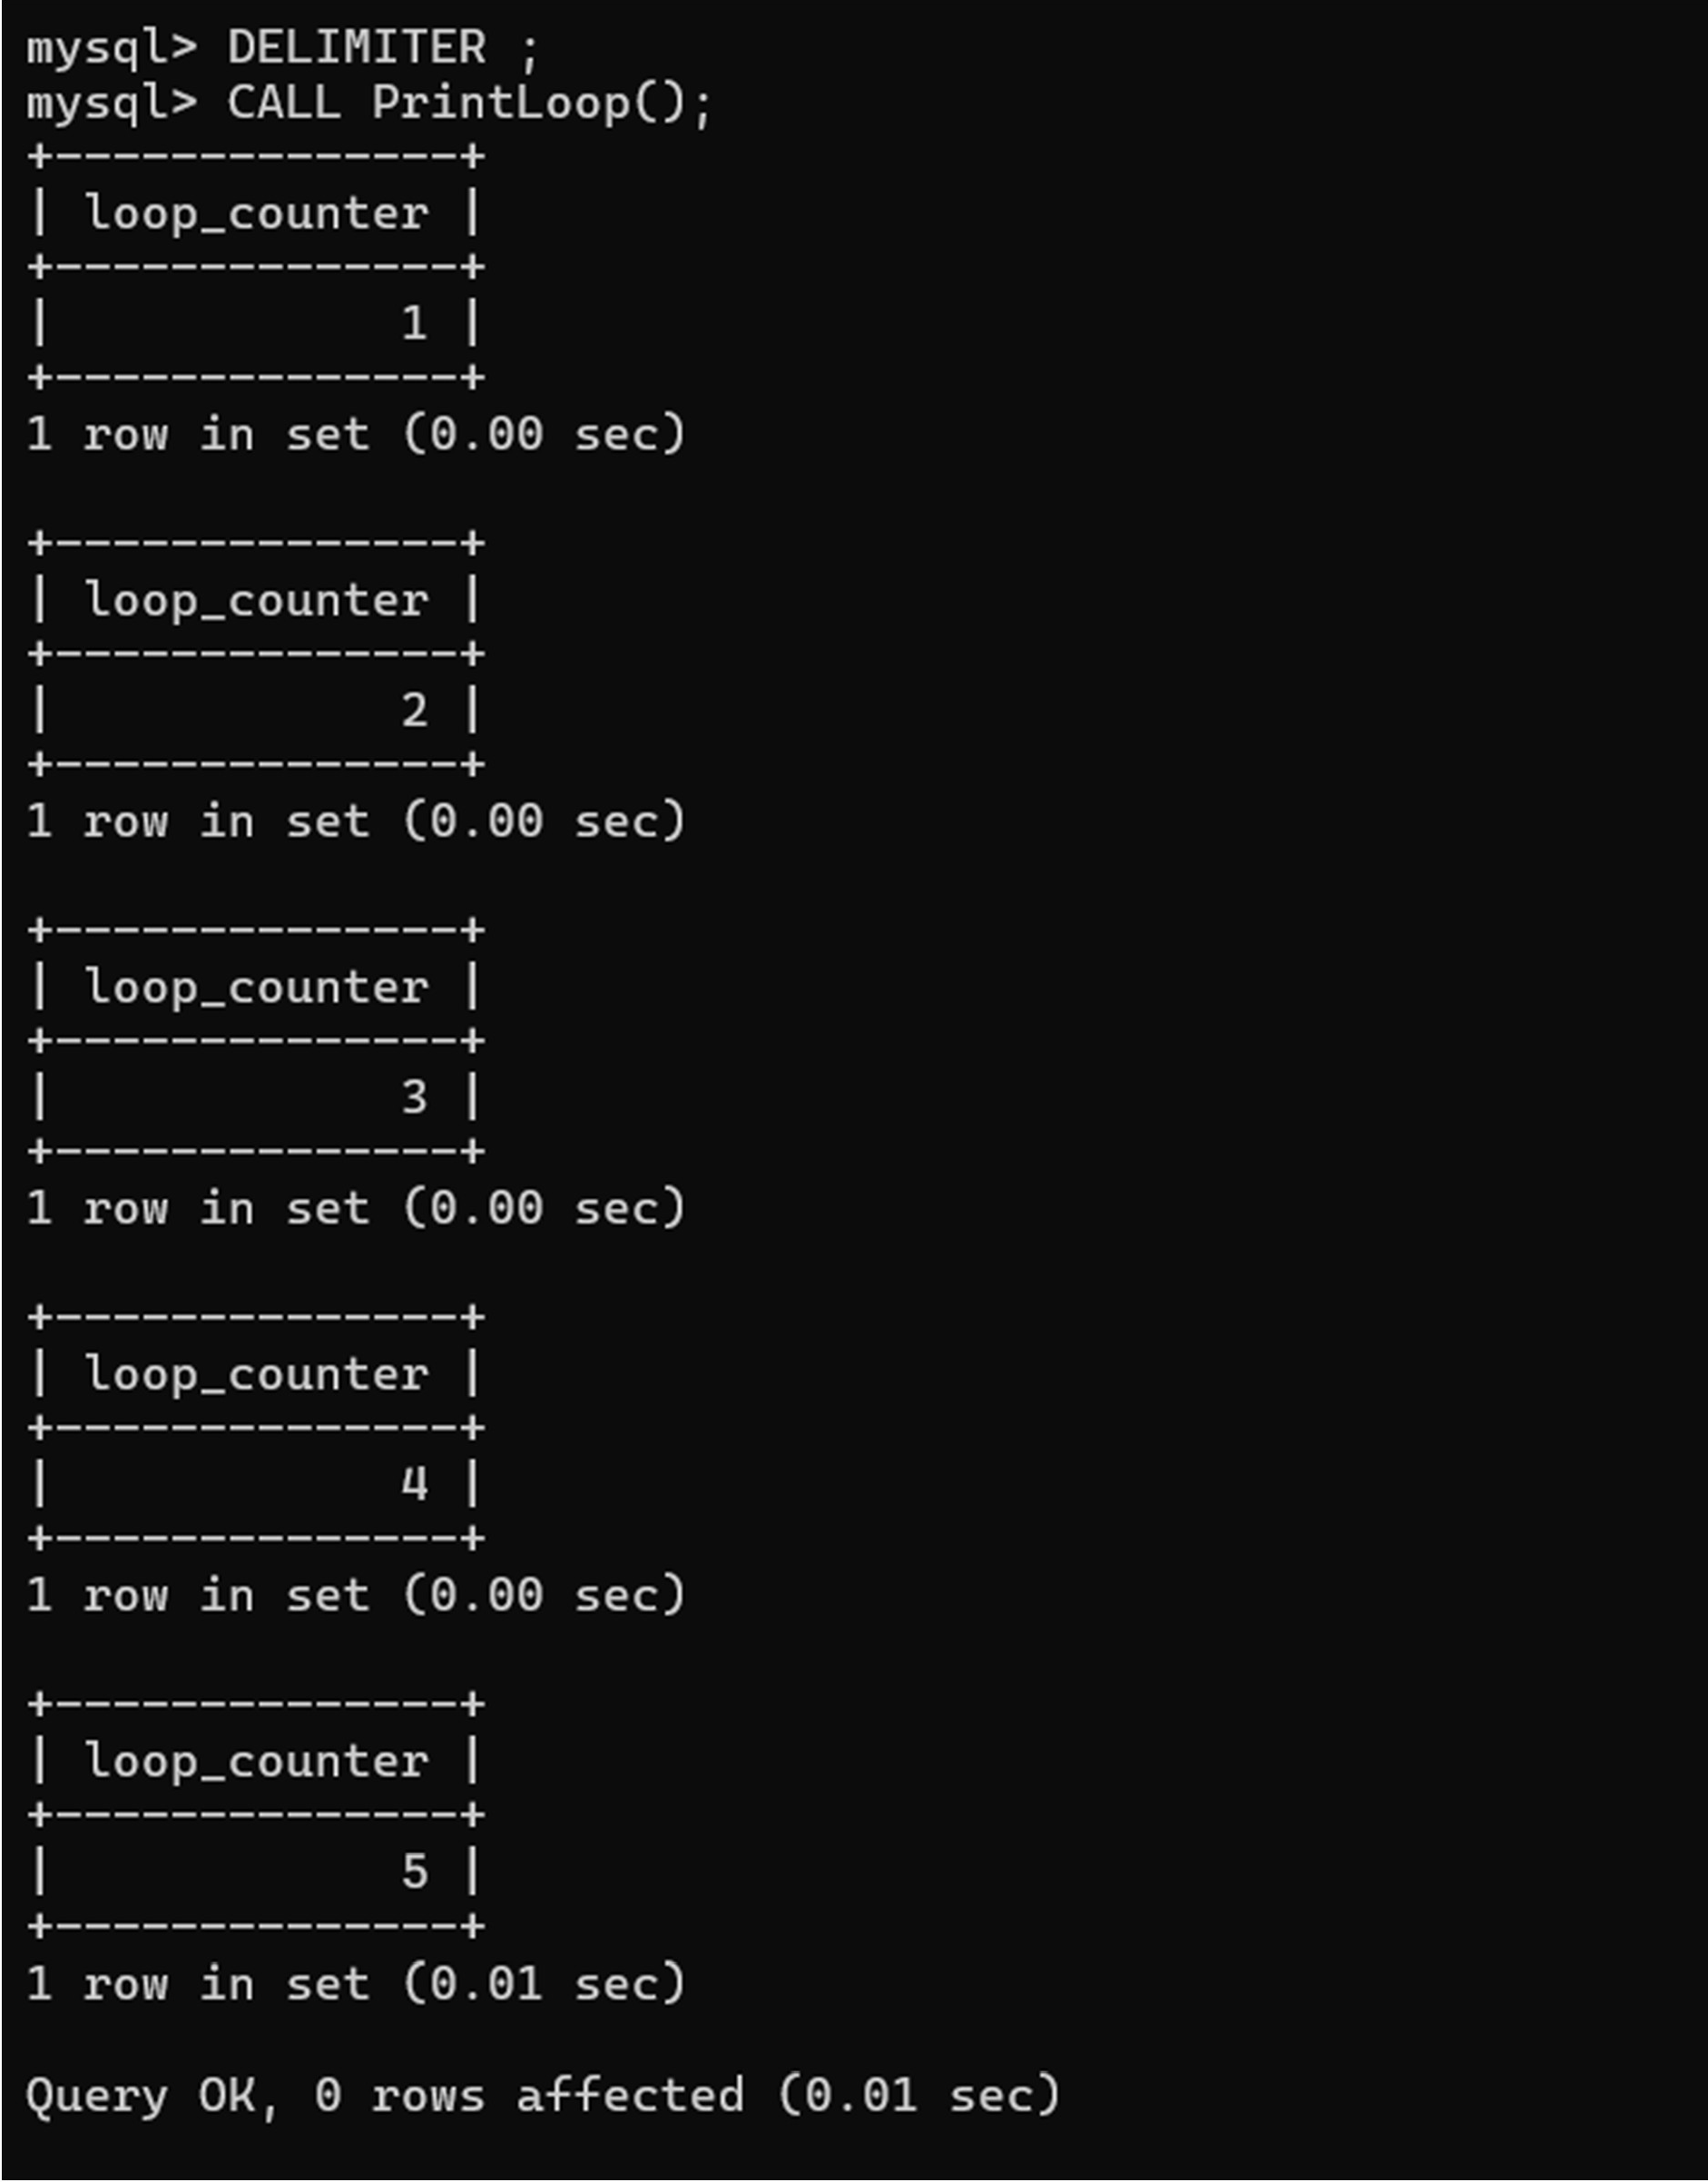 mysql> DELIMITER ;
mysql> CALL PrintLoop();
+--------------+
| loop_counter |
+--------------+
|            1 |
+--------------+
1 row in set (0.00 sec)

+--------------+
| loop_counter |
+--------------+
|            2 |
+--------------+
1 row in set (0.00 sec)

+--------------+
| loop_counter |
+--------------+
|            3 |
+--------------+
1 row in set (0.00 sec)

+--------------+
| loop_counter |
+--------------+
|            4 |
+--------------+
1 row in set (0.00 sec)

+--------------+
| loop_counter |
+--------------+
|            5 |
+--------------+
1 row in set (0.01 sec)

Query OK, 0 rows affected (0.01 sec)